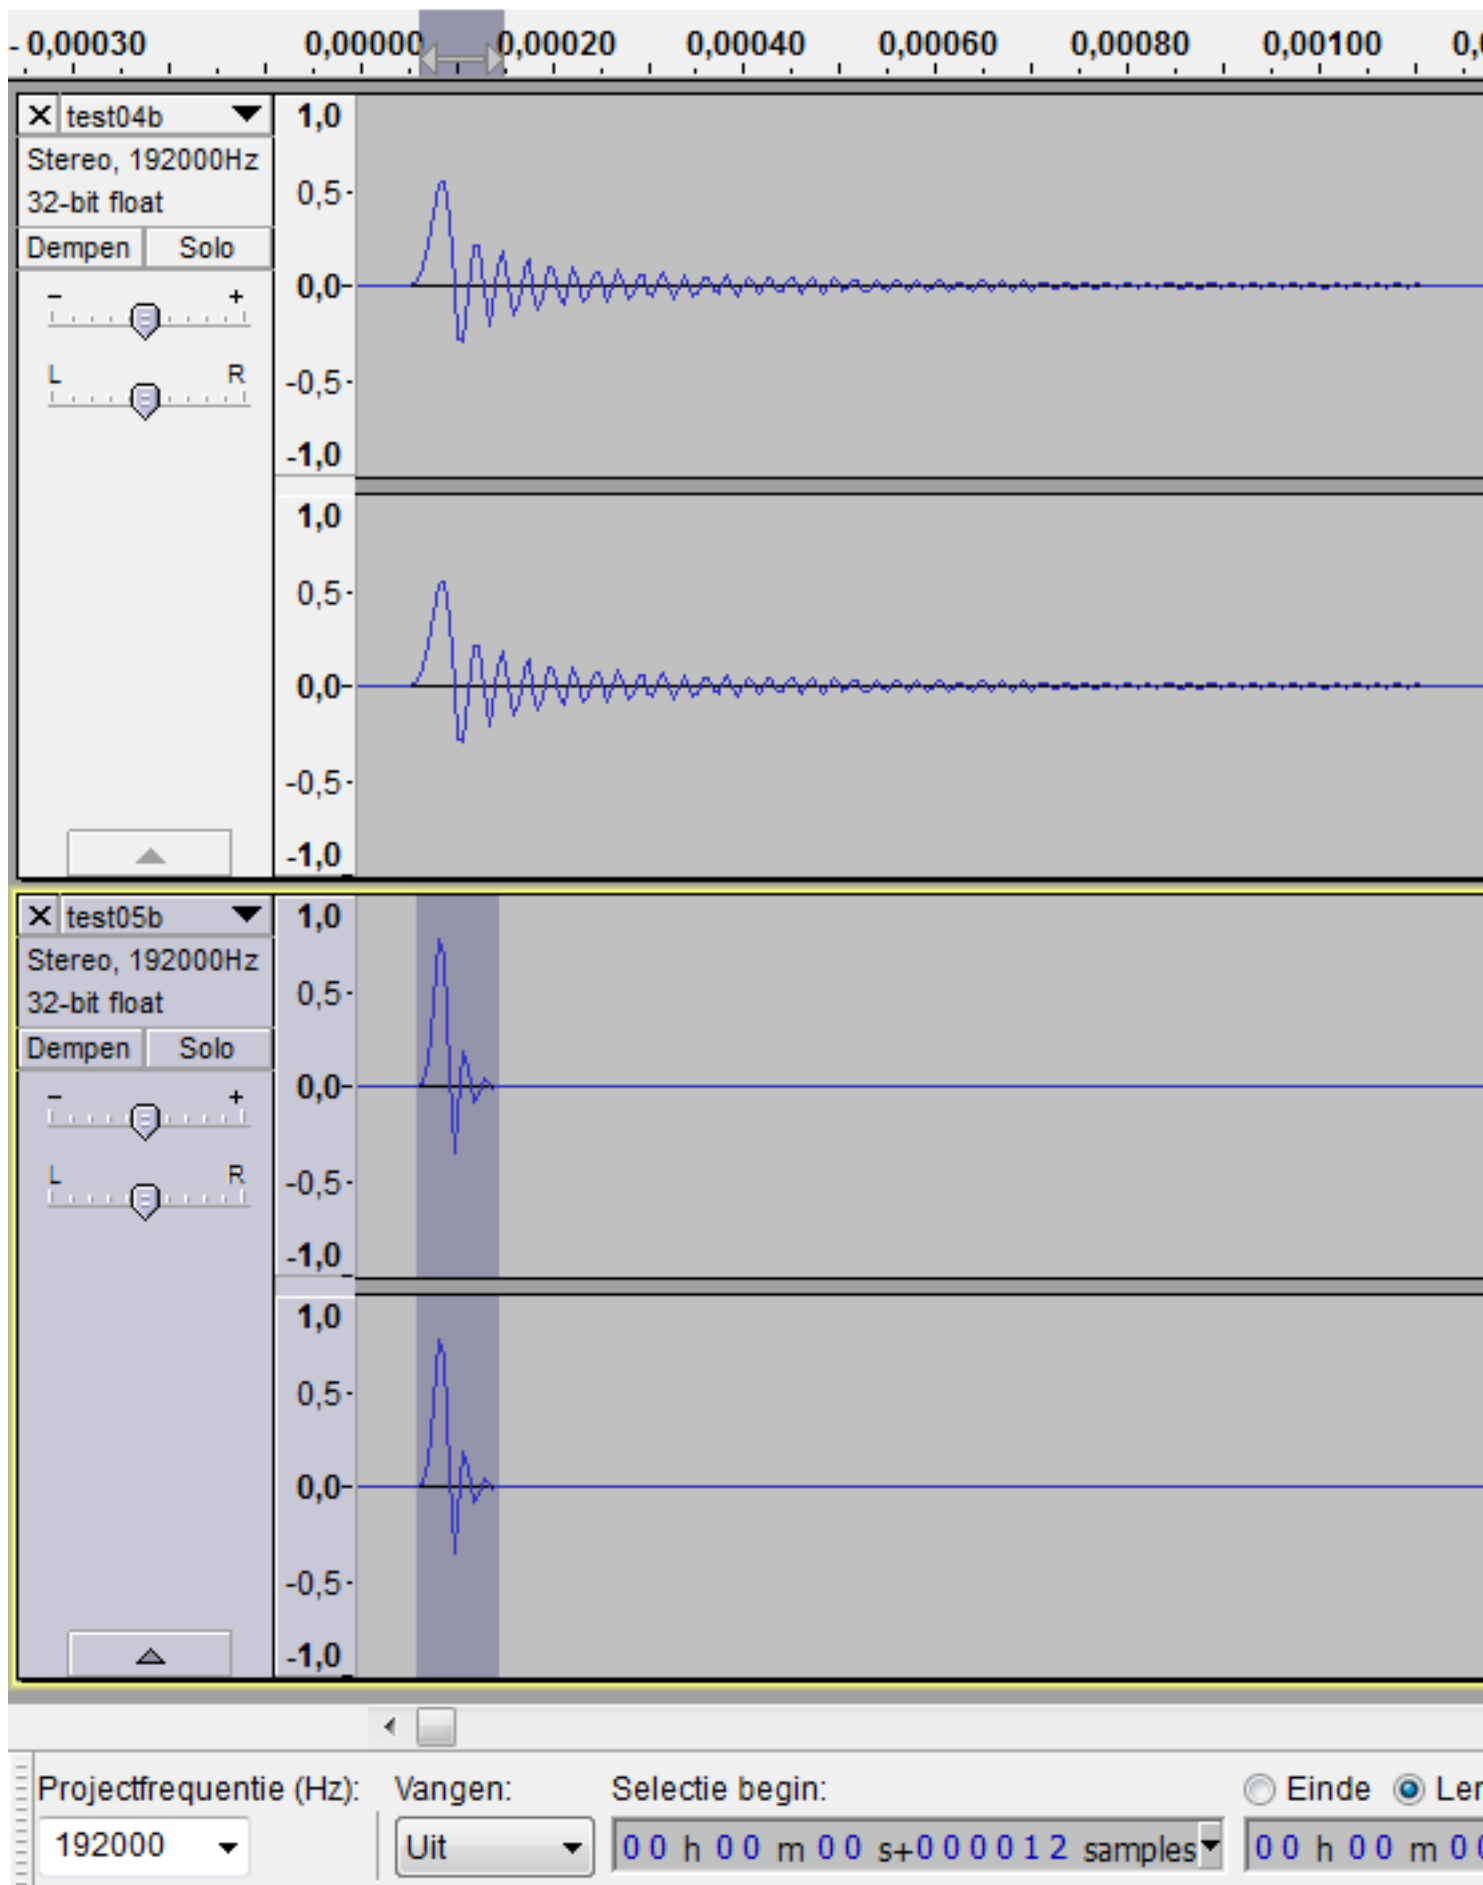 - 0,00030 0,00000 0,00020 0,00040 0,00060 0,00080 0,00100 0,0
X test04b 1,0
Stereo, 192000Hz
32-bit float 0,5-
Dempen Solo
- + 0,0-
L R -0,5-
-1,0
1,0
0,5-
0,0-
-0,5-
-1,0
X test05b 1,0
Stereo, 192000Hz
32-bit float 0,5-
Dempen Solo
- + 0,0-
L R -0,5-
-1,0
1,0
0,5-
0,0-
-0,5-
-1,0
Projectfrequentie (Hz): Vangen: Selectie begin: Einde Ler
192000 Uit 00 h 00 m 00 s+000012 samples 00 h 00 m 00